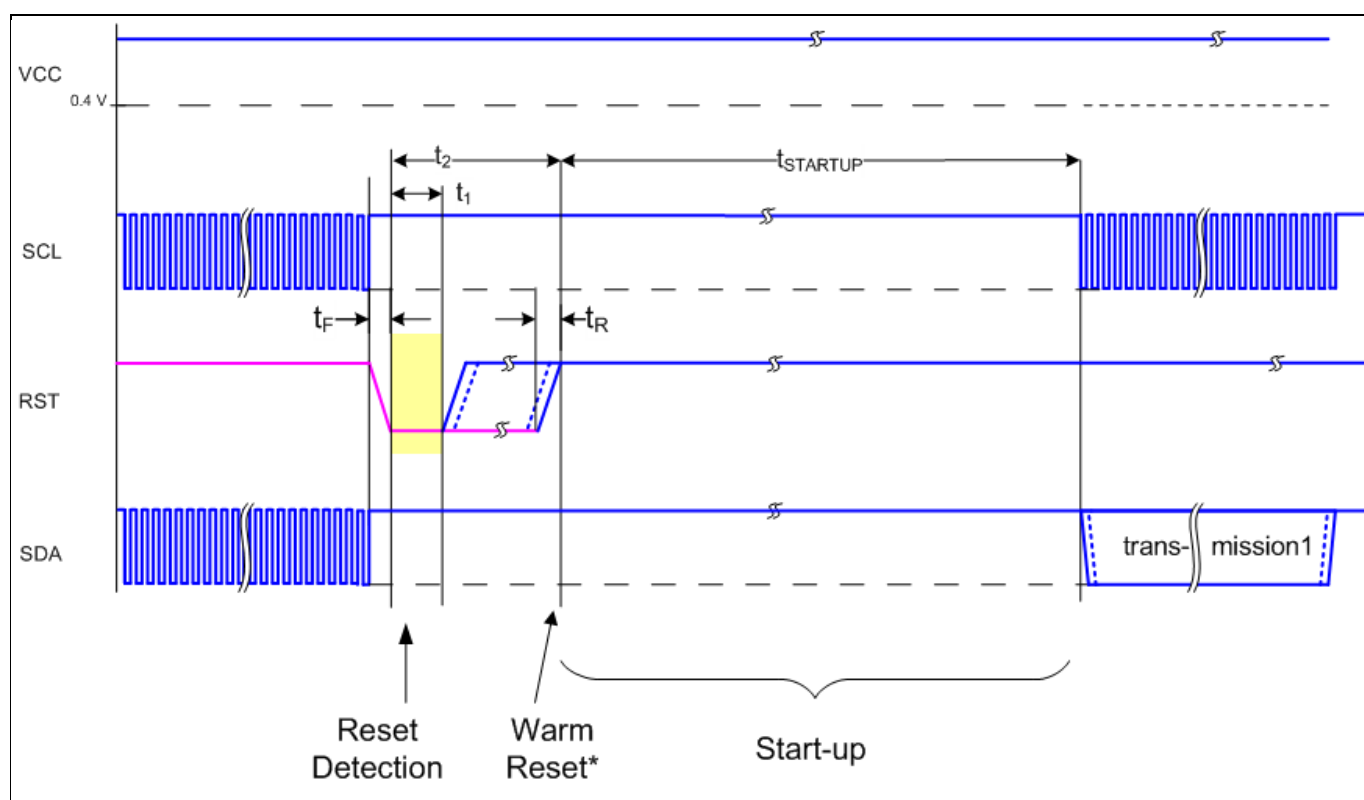 VCC
0.4 V
t2
tSTARTUP
t1
SCL
tF
tR
RST
SDA
trans-
mission1
Reset
Detection
Warm
Reset*
Start-up